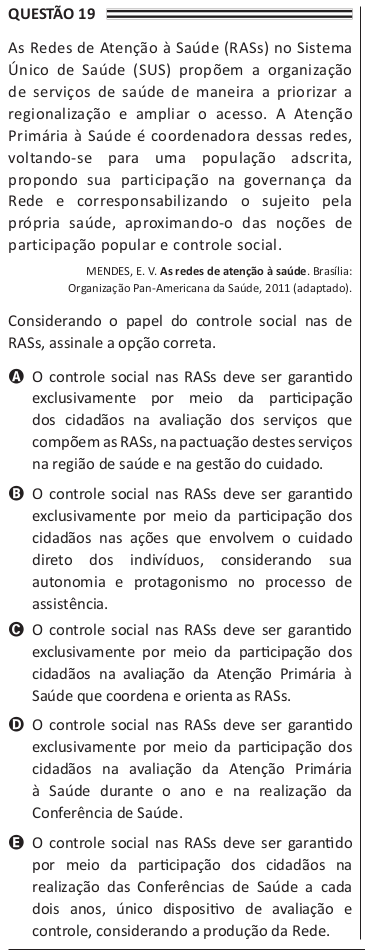 QUESTÃO 19
As Redes de Atenção à Saúde (RASs) no Sistema
Único de Saúde (SUS) propõem a organização
de serviços de saúde de maneira a priorizar a
regionalização e ampliar o acesso. A Atenção
Primária à Saúde é coordenadora dessas redes,
voltando-se para uma população adscrita,
propondo sua participação na governança da
Rede e corresponsabilizando o sujeito pela
própria saúde, aproximando-o das noções de
participação popular e controle social.
MENDES, E. V. As redes de atenção à saúde. Brasília:
Organização Pan-Americana da Saúde, 2011 (adaptado).
Considerando o papel do controle social nas de
RASs, assinale a opção correta.
A O controle social nas RASs deve ser garantido
exclusivamente por meio da participação
dos cidadãos na avaliação dos serviços que
compõem as RASs, na pactuação destes serviços
na região de saúde e na gestão do cuidado.
B O controle social nas RASs deve ser garantido
exclusivamente por meio da participação dos
cidadãos nas ações que envolvem o cuidado
direto dos indivíduos, considerando sua
autonomia e protagonismo no processo de
assistência.
C O controle social nas RASs deve ser garantido
exclusivamente por meio da participação dos
cidadãos na avaliação da Atenção Primária à
Saúde que coordena e orienta as RASs.
D O controle social nas RASs deve ser garantido
exclusivamente por meio da participação dos
cidadãos na avaliação da Atenção Primária
à Saúde durante o ano e na realização da
Conferência de Saúde.
E O controle social nas RASs deve ser garantido
por meio da participação dos cidadãos na
realização das Conferências de Saúde a cada
dois anos, único dispositivo de avaliação e
controle, considerando a produção da Rede.